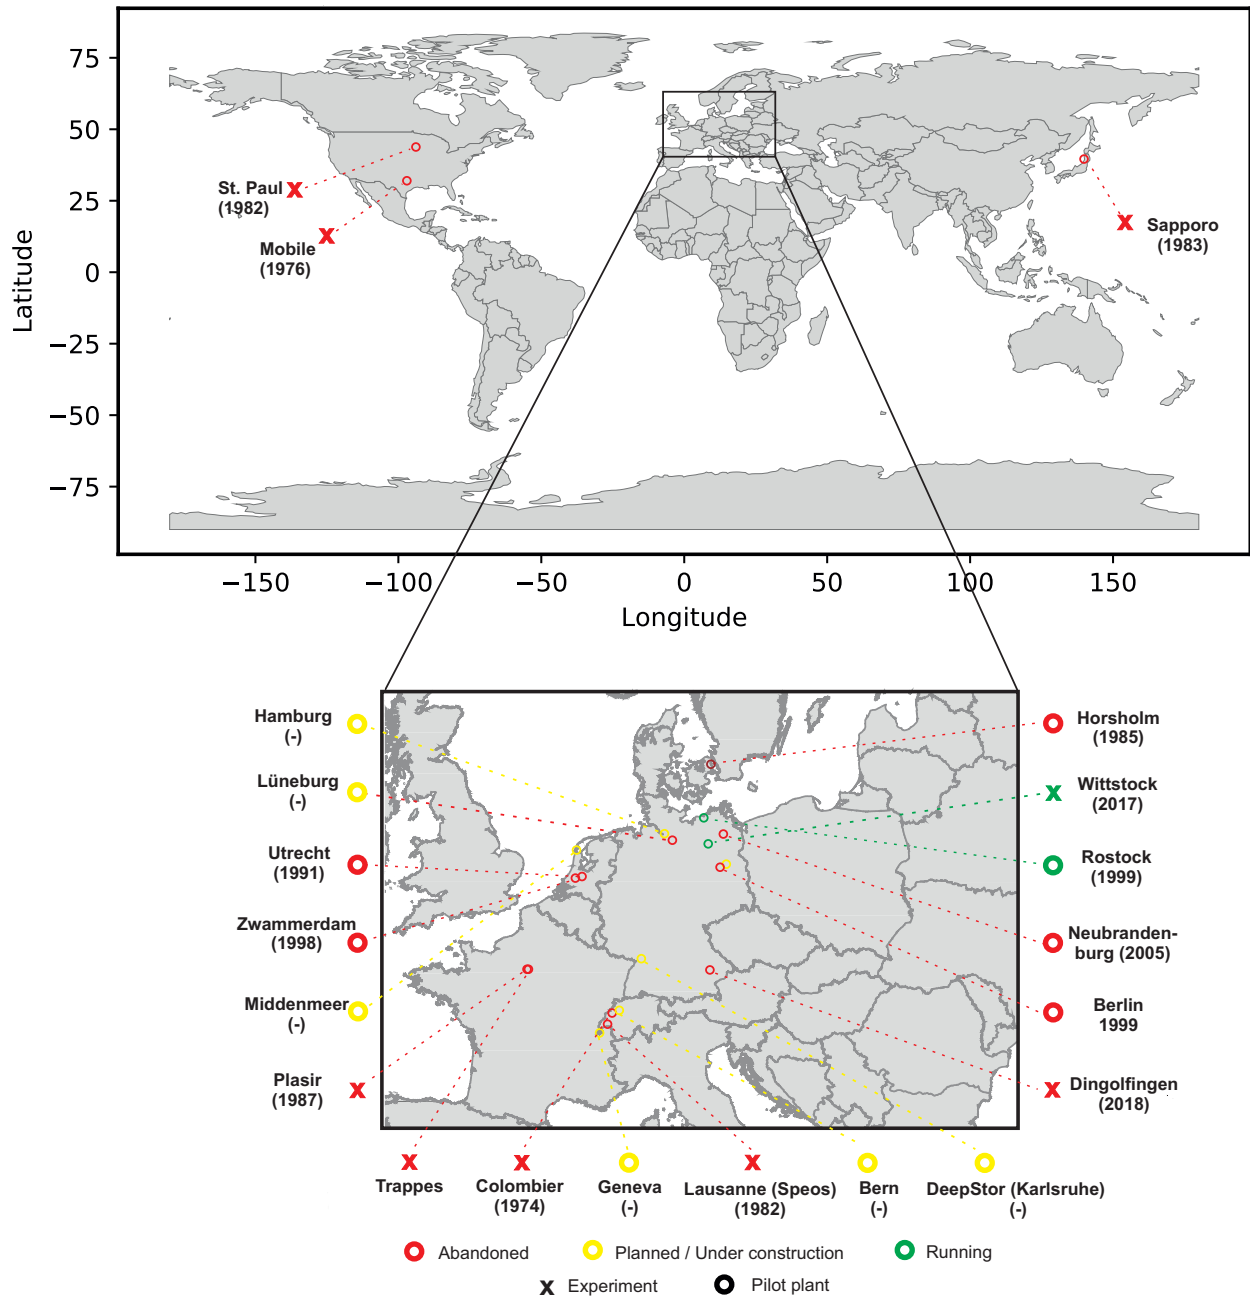 75
50
25
0
−25
−50
−75
Latitude
−150
−100
−50
0
50
100
150
Longitude
St. Paul
(1982)
Mobile
(1976)
Sapporo
(1983)
Hamburg
(-)
Lüneburg
(-)
Utrecht
(1991)
Zwammerdam
(1998)
Middenmeer
(-)
Plasir
(1987)
Horsholm
(1985)
Wittstock
(2017)
Rostock
(1999)
Neubranden-
burg (2005)
Berlin
1999
Dingolfingen
(2018)
Trappes
Colombier
(1974)
Geneva
(-)
Lausanne (Speos)
(1982)
Bern
(-)
DeepStor (Karlsruhe)
(-)
Abandoned
Planned / Under construction
Running
x Experiment
Pilot plant